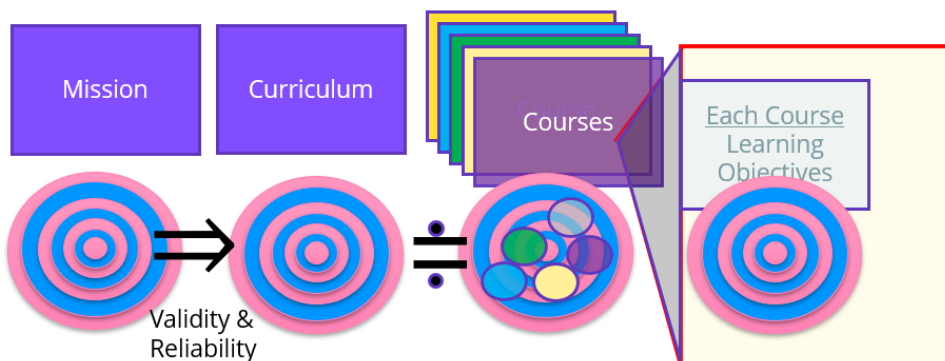 Mission
Curriculum
Courses
Each Course
Learning
Objectives
Validity &
Reliability